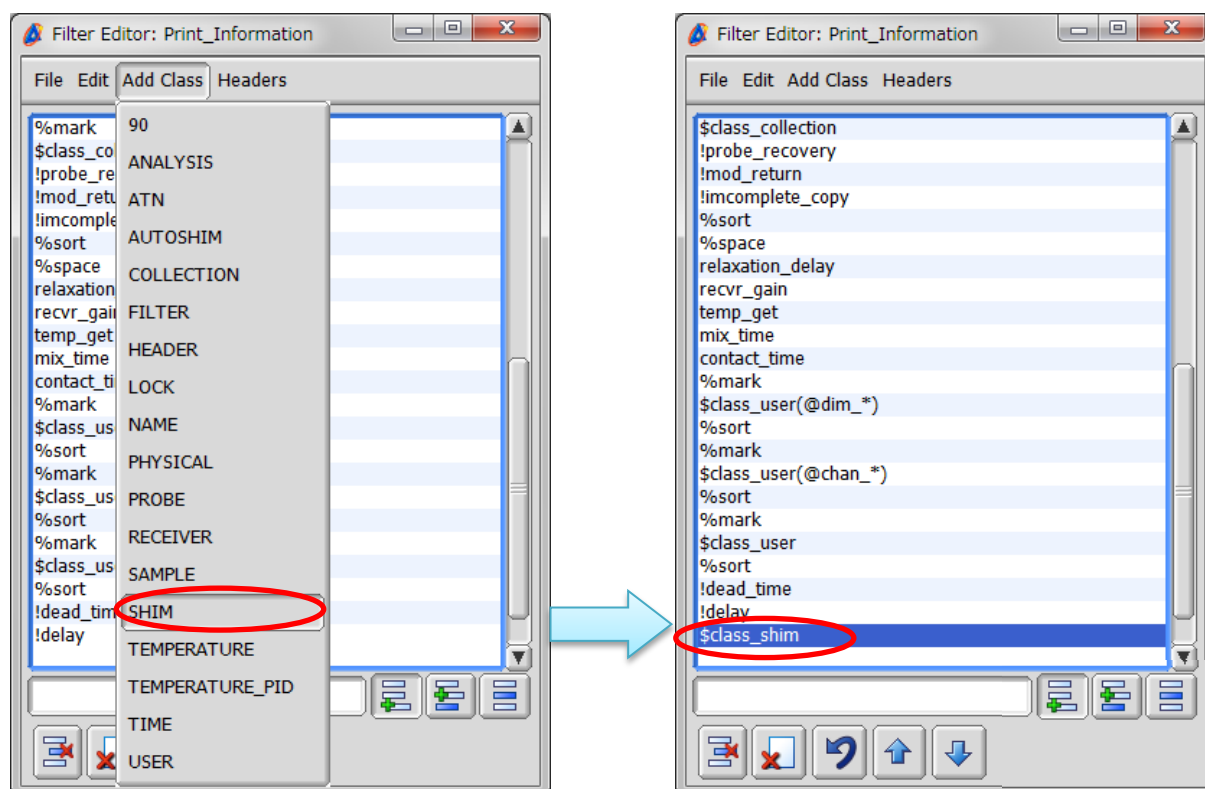 Filter Editor: Print_Information
File Edit Add Class Headers
%mark
$class_co
!probe_re
!mod_retu
!imcomple
%sort
%space
relaxation
recvr_gai
temp_get
mix_time
contact_ti
%mark
$class_us
%sort
%mark
$class_us
%sort
%mark
$class_us
%sort
!dead_tim
!delay
90
ANALYSIS
ATN
AUTOSHIM
COLLECTION
FILTER
HEADER
LOCK
NAME
PHYSICAL
PROBE
RECEIVER
SAMPLE
SHIM
TEMPERATURE
TEMPERATURE_PID
TIME
USER
Filter Editor: Print_Information
File Edit Add Class Headers
$class_collection
!probe_recovery
!mod_return
!imcomplete_copy
%sort
%space
relaxation_delay
recvr_gain
temp_get
mix_time
contact_time
%mark
$class_user(@dim_*)
%sort
%mark
$class_user(@chan_*)
%sort
%mark
$class_user
%sort
!dead_time
!delay
$class_shim